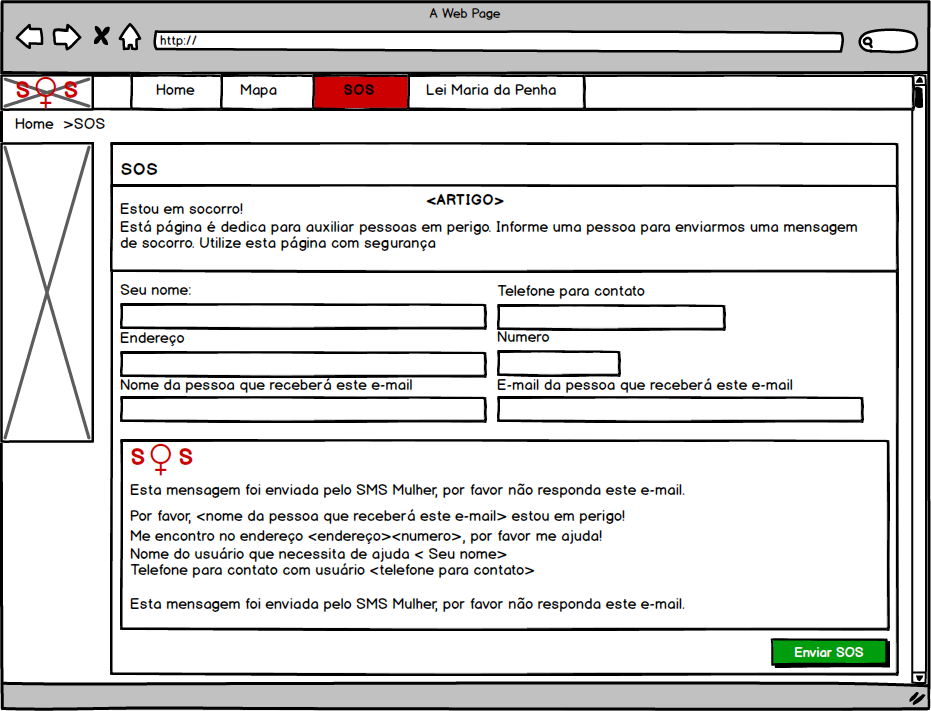 A Web Page
http://
S S
Home Mapa SOS Lei Maria da Penha
Home >SOS
SOS
<ARTIGO>
Estou em socorro!
Está página é dedica para auxiliar pessoas em perigo. Informe uma pessoa para enviarmos uma mensagem
de socorro. Utilize esta página com segurança
Seu nome: Telefone para contato
Endereço Numero
Nome da pessoa que receberá este e-mail E-mail da pessoa que receberá este e-mail
S S
Esta mensagem foi enviada pelo SMS Mulher, por favor não responda este e-mail.
Por favor, <nome da pessoa que receberá este e-mail> estou em perigo!
Me encontro no endereço <endereço><numero>, por favor me ajuda!
Nome do usuário que necessita de ajuda < Seu nome>
Telefone para contato com usuário <telefone para contato>
Esta mensagem foi enviada pelo SMS Mulher, por favor não responda este e-mail.
Enviar SOS